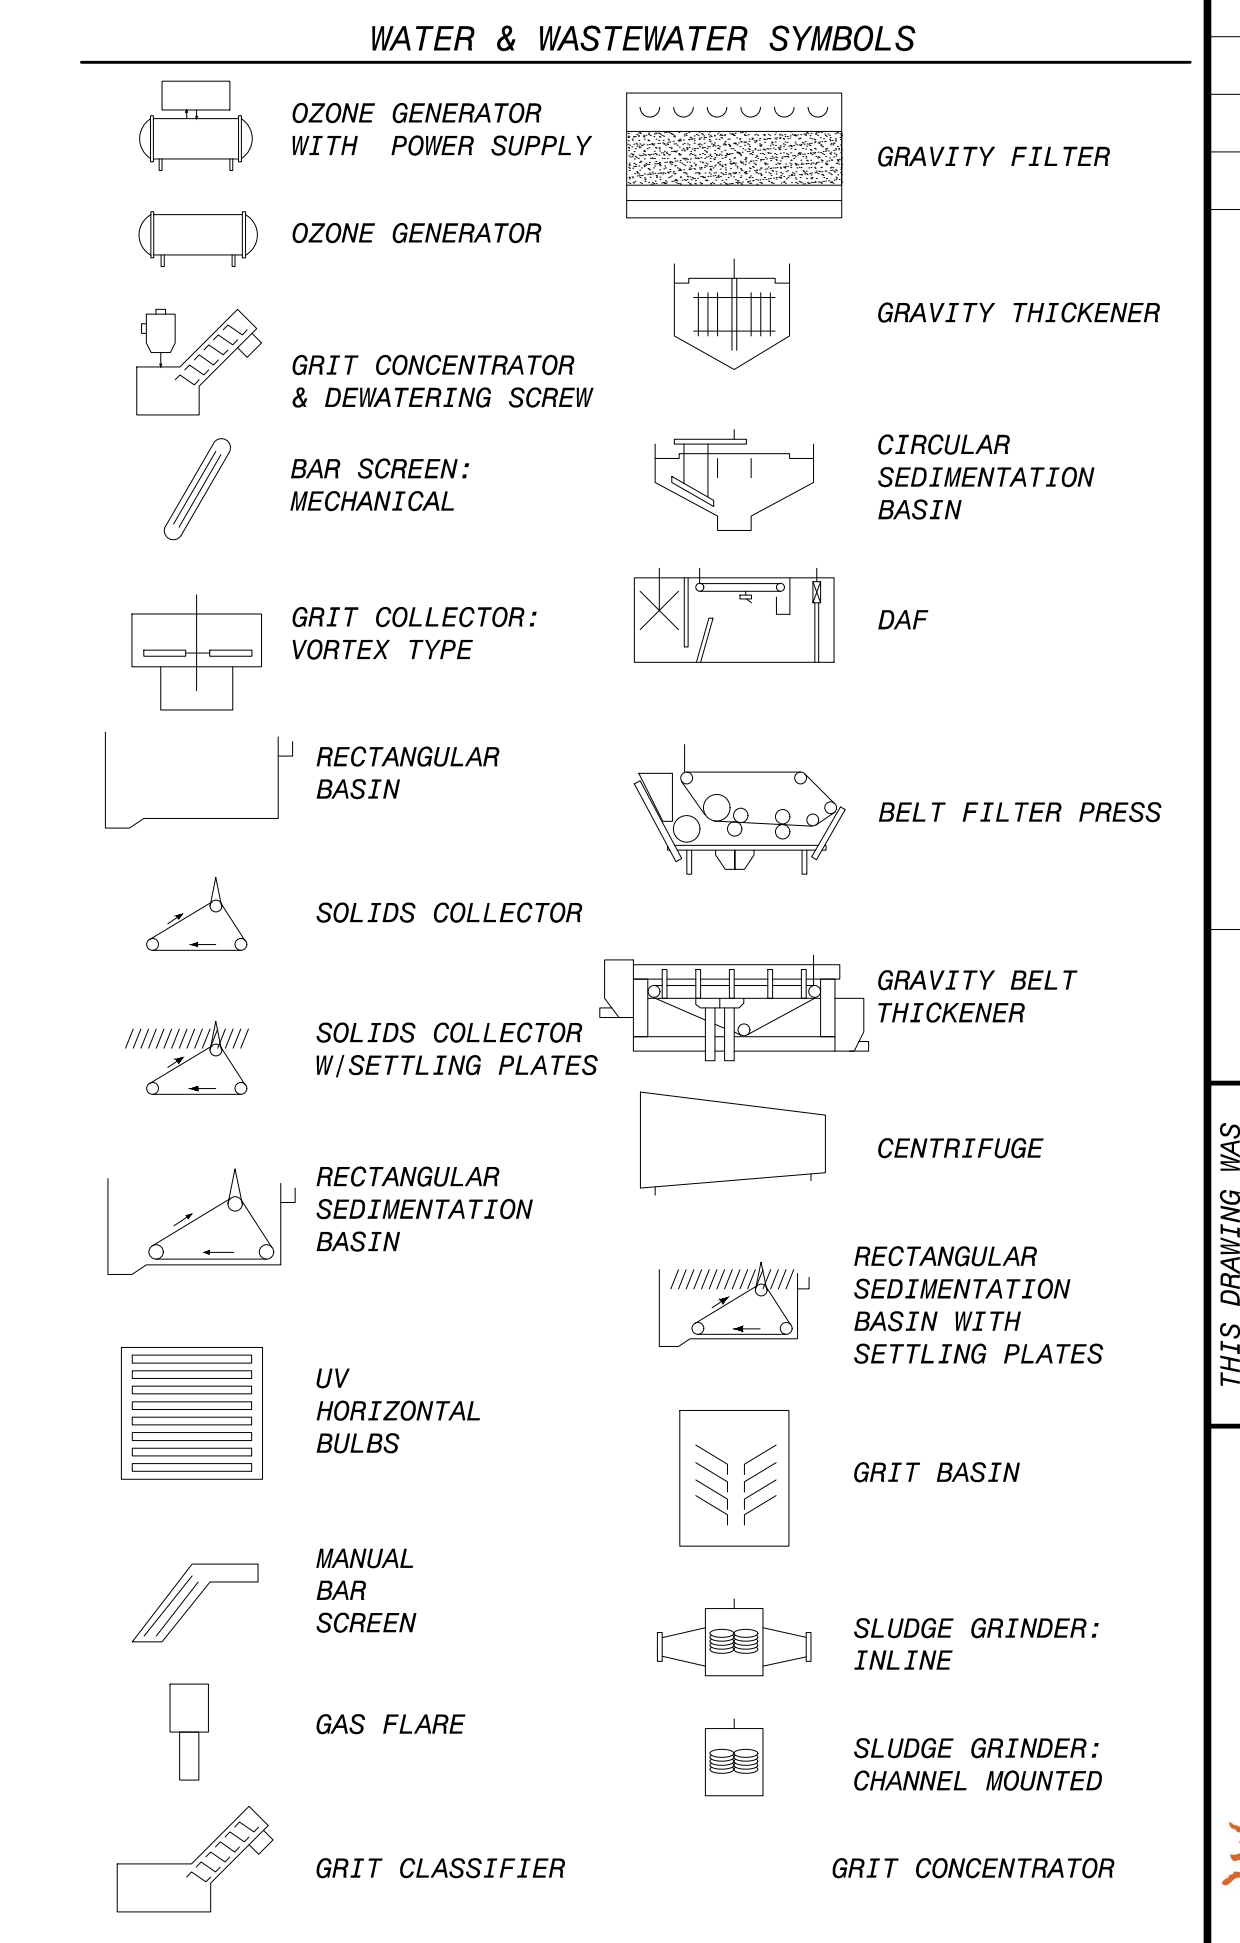 WATER & WASTEWATER SYMBOLS
OZONE GENERATOR
WITH POWER SUPPLY
OZONE GENERATOR
GRIT CONCENTRATOR
& DEWATERING SCREW
BAR SCREEN:
MECHANICAL
GRIT COLLECTOR:
VORTEX TYPE
RECTANGULAR
BASIN
SOLIDS COLLECTOR
SOLIDS COLLECTOR
W/SETTLING PLATES
RECTANGULAR
SEDIMENTATION
BASIN
UV
HORIZONTAL
BULBS
MANUAL
BAR
SCREEN
GAS FLARE
GRIT CLASSIFIER
GRAVITY FILTER
GRAVITY THICKENER
CIRCULAR
SEDIMENTATION
BASIN
DAF
BELT FILTER PRESS
GRAVITY BELT
THICKENER
CENTRIFUGE
RECTANGULAR
SEDIMENTATION
BASIN WITH
SETTLING PLATES
GRIT BASIN
SLUDGE GRINDER:
INLINE
SLUDGE GRINDER:
CHANNEL MOUNTED
GRIT CONCENTRATOR
THIS DRAWING WAS